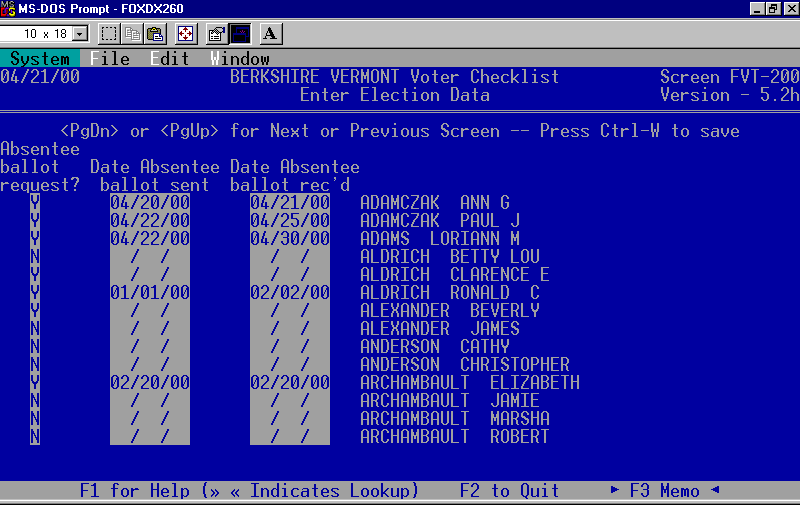 MS-DOS Prompt - FOXDX260
10 x 18
A
System File Edit Window
04/21/00 BERKSHIRE VERMONT Voter Checklist Screen FVT-200
Enter Election Data Version - 5.2h
<PgDn> or <PgUp> for Next or Previous Screen -- Press Ctrl-W to save
Absentee
ballot Date Absentee Date Absentee
request? ballot sent ballot rec'd
Y 04/20/00 04/21/00 ADAMCZAK ANN G
Y 04/22/00 04/25/00 ADAMCZAK PAUL J
Y 04/22/00 04/30/00 ADAMS LORIANN M
N / / / / ALDRICH BETTY LOU
Y / / / / ALDRICH CLARENCE E
Y 01/01/00 02/02/00 ALDRICH RONALD C
Y / / / / ALEXANDER BEVERLY
N / / / / ALEXANDER JAMES
N / / / / ANDERSON CATHY
N / / / / ANDERSON CHRISTOPHER
Y 02/20/00 02/20/00 ARCHAMBAULT ELIZABETH
N / / / / ARCHAMBAULT JAMIE
N / / / / ARCHAMBAULT MARSHA
N / / / / ARCHAMBAULT ROBERT
F1 for Help (» « Indicates Lookup) F2 to Quit ► F3 Memo ◄